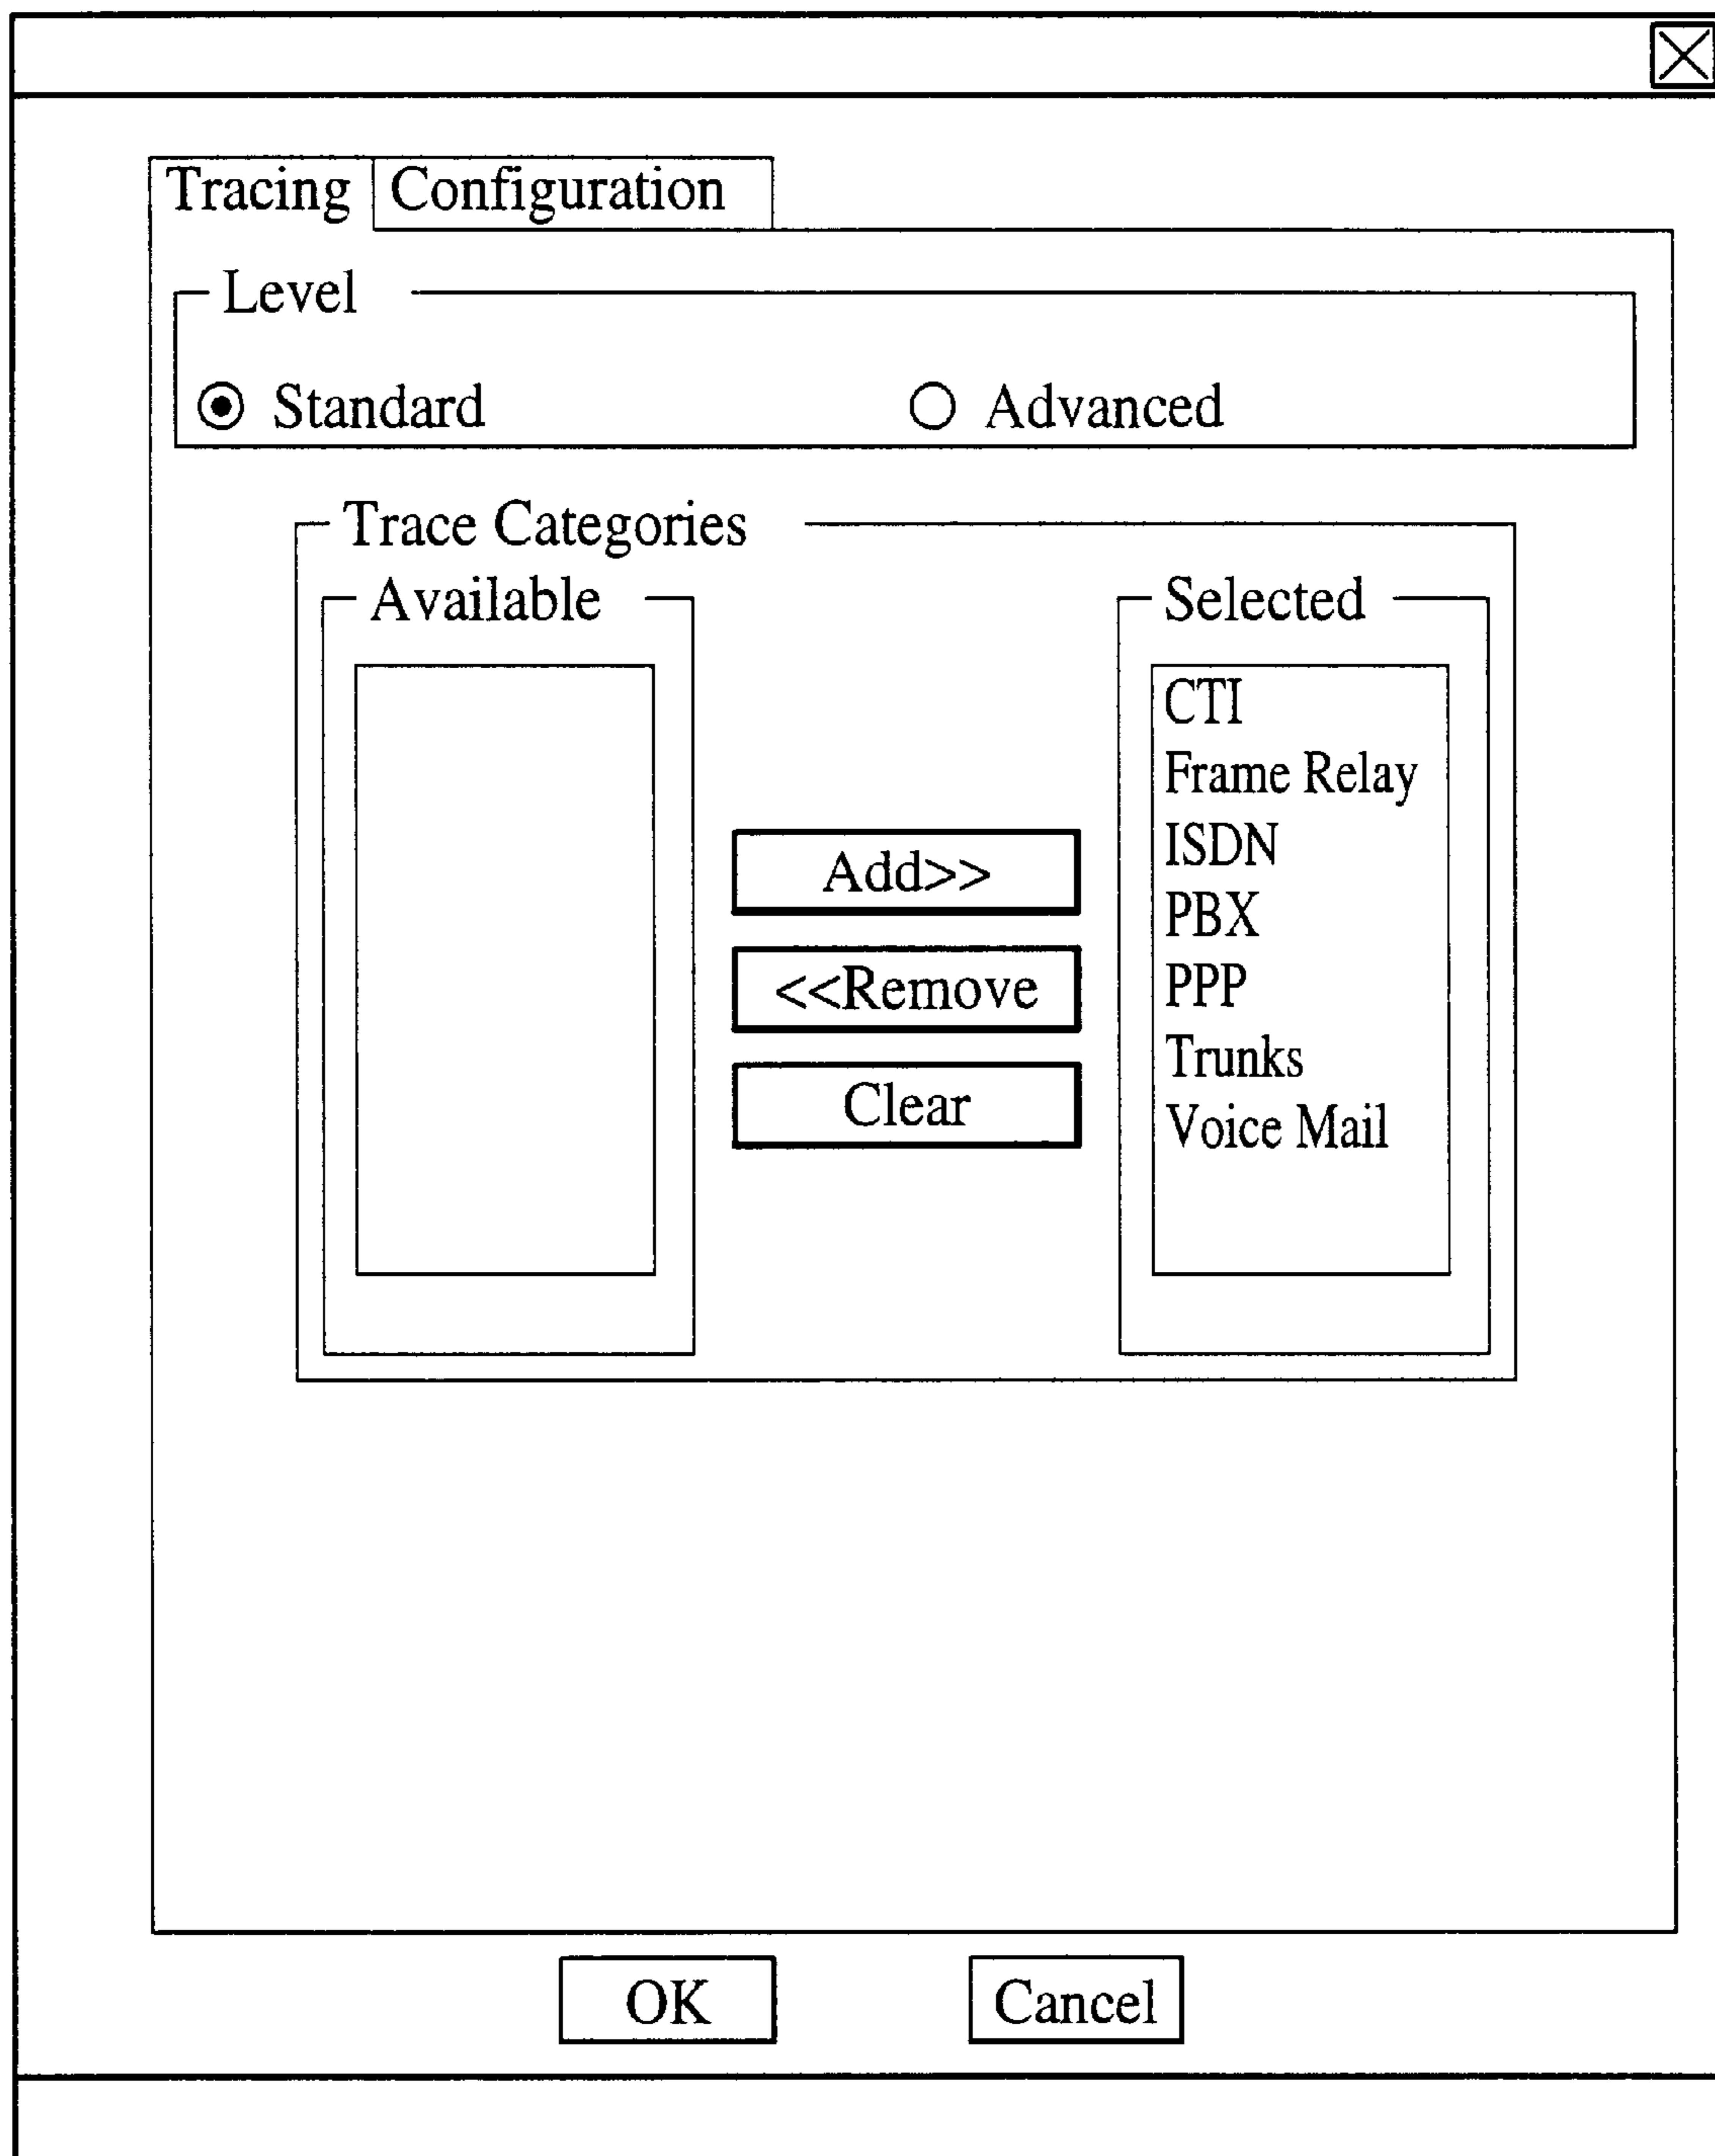 Tracing Configuration
Level
Standard Advanced
Trace Categories
Available
Selected
CTI
Frame Relay
ISDN
PBX
PPP
Trunks
Voice Mail
Add>>
<<Remove
Clear
OK Cancel